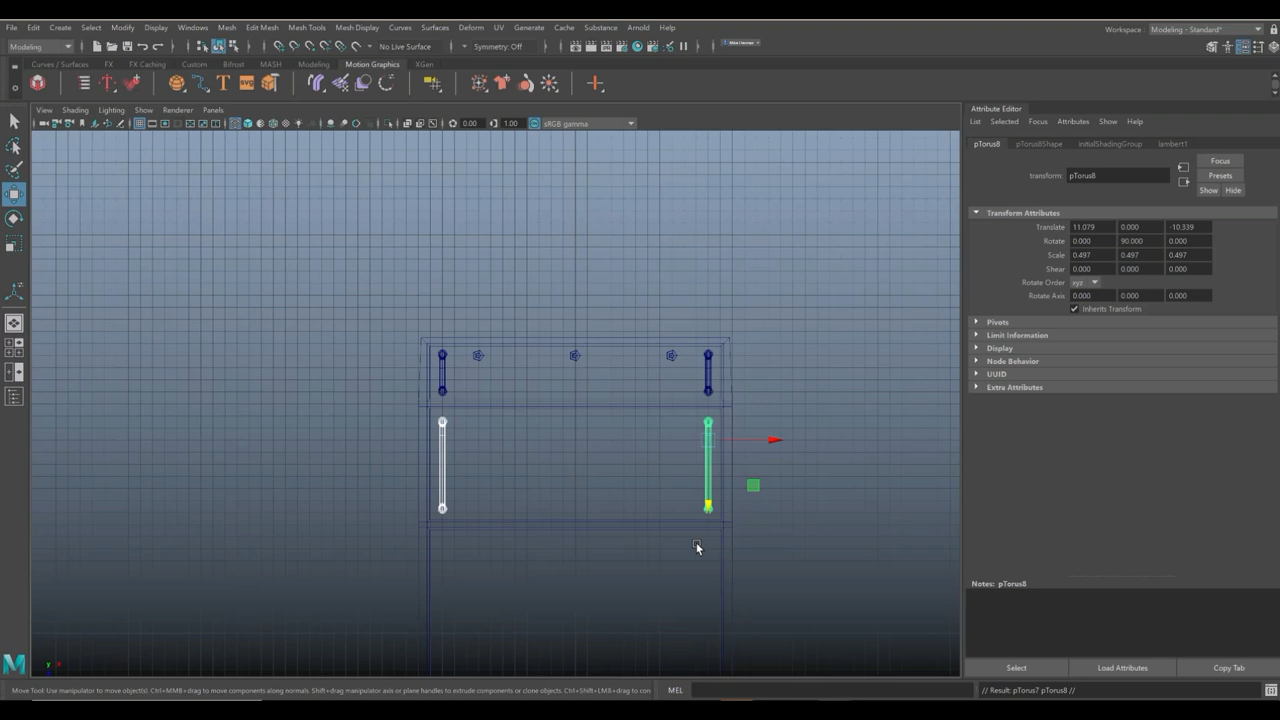 File Edit Create Select Modify Display Windows Mesh Edit Mesh Mesh Tools Mesh Display Curves Surfaces Deform UV Generate Cache Substance Arnold Help
Workspace: Modeling - Standard*
Modeling No Live Surface Symmetry: Off
Curves / Surfaces FX FX Caching Custom Bifrost MASH Modeling Motion Graphics XGen
T SVG
View Shading Lighting Show Renderer Panels
0.00 1.00 sRGB gamma
Attribute Editor
List Selected Focus Attributes Show Help
pTorus8 pTorus8Shape initialShadingGroup lambert1
Focus
transform: pTorus8 Presets
Show Hide
Transform Attributes
Translate 11.079 0.000 -10.339
Rotate 0.000 90.000 0.000
Scale 0.497 0.497 0.497
Shear 0.000 0.000 0.000
Rotate Order xyz
Rotate Axis 0.000 0.000 0.000
Inherits Transform
Pivots
Limit Information
Display
Node Behavior
UUID
Extra Attributes
Notes: pTorus8
Select Load Attributes Copy Tab
y x
M
Move Tool: Use manipulator to move object(s). Ctrl+MMB+drag to move components along normals. Shift+drag manipulator axis or plane handles to extrude components or clone objects. Ctrl+Shift+LMB+drag to con
MEL
// Result: pTorus7 pTorus8 //